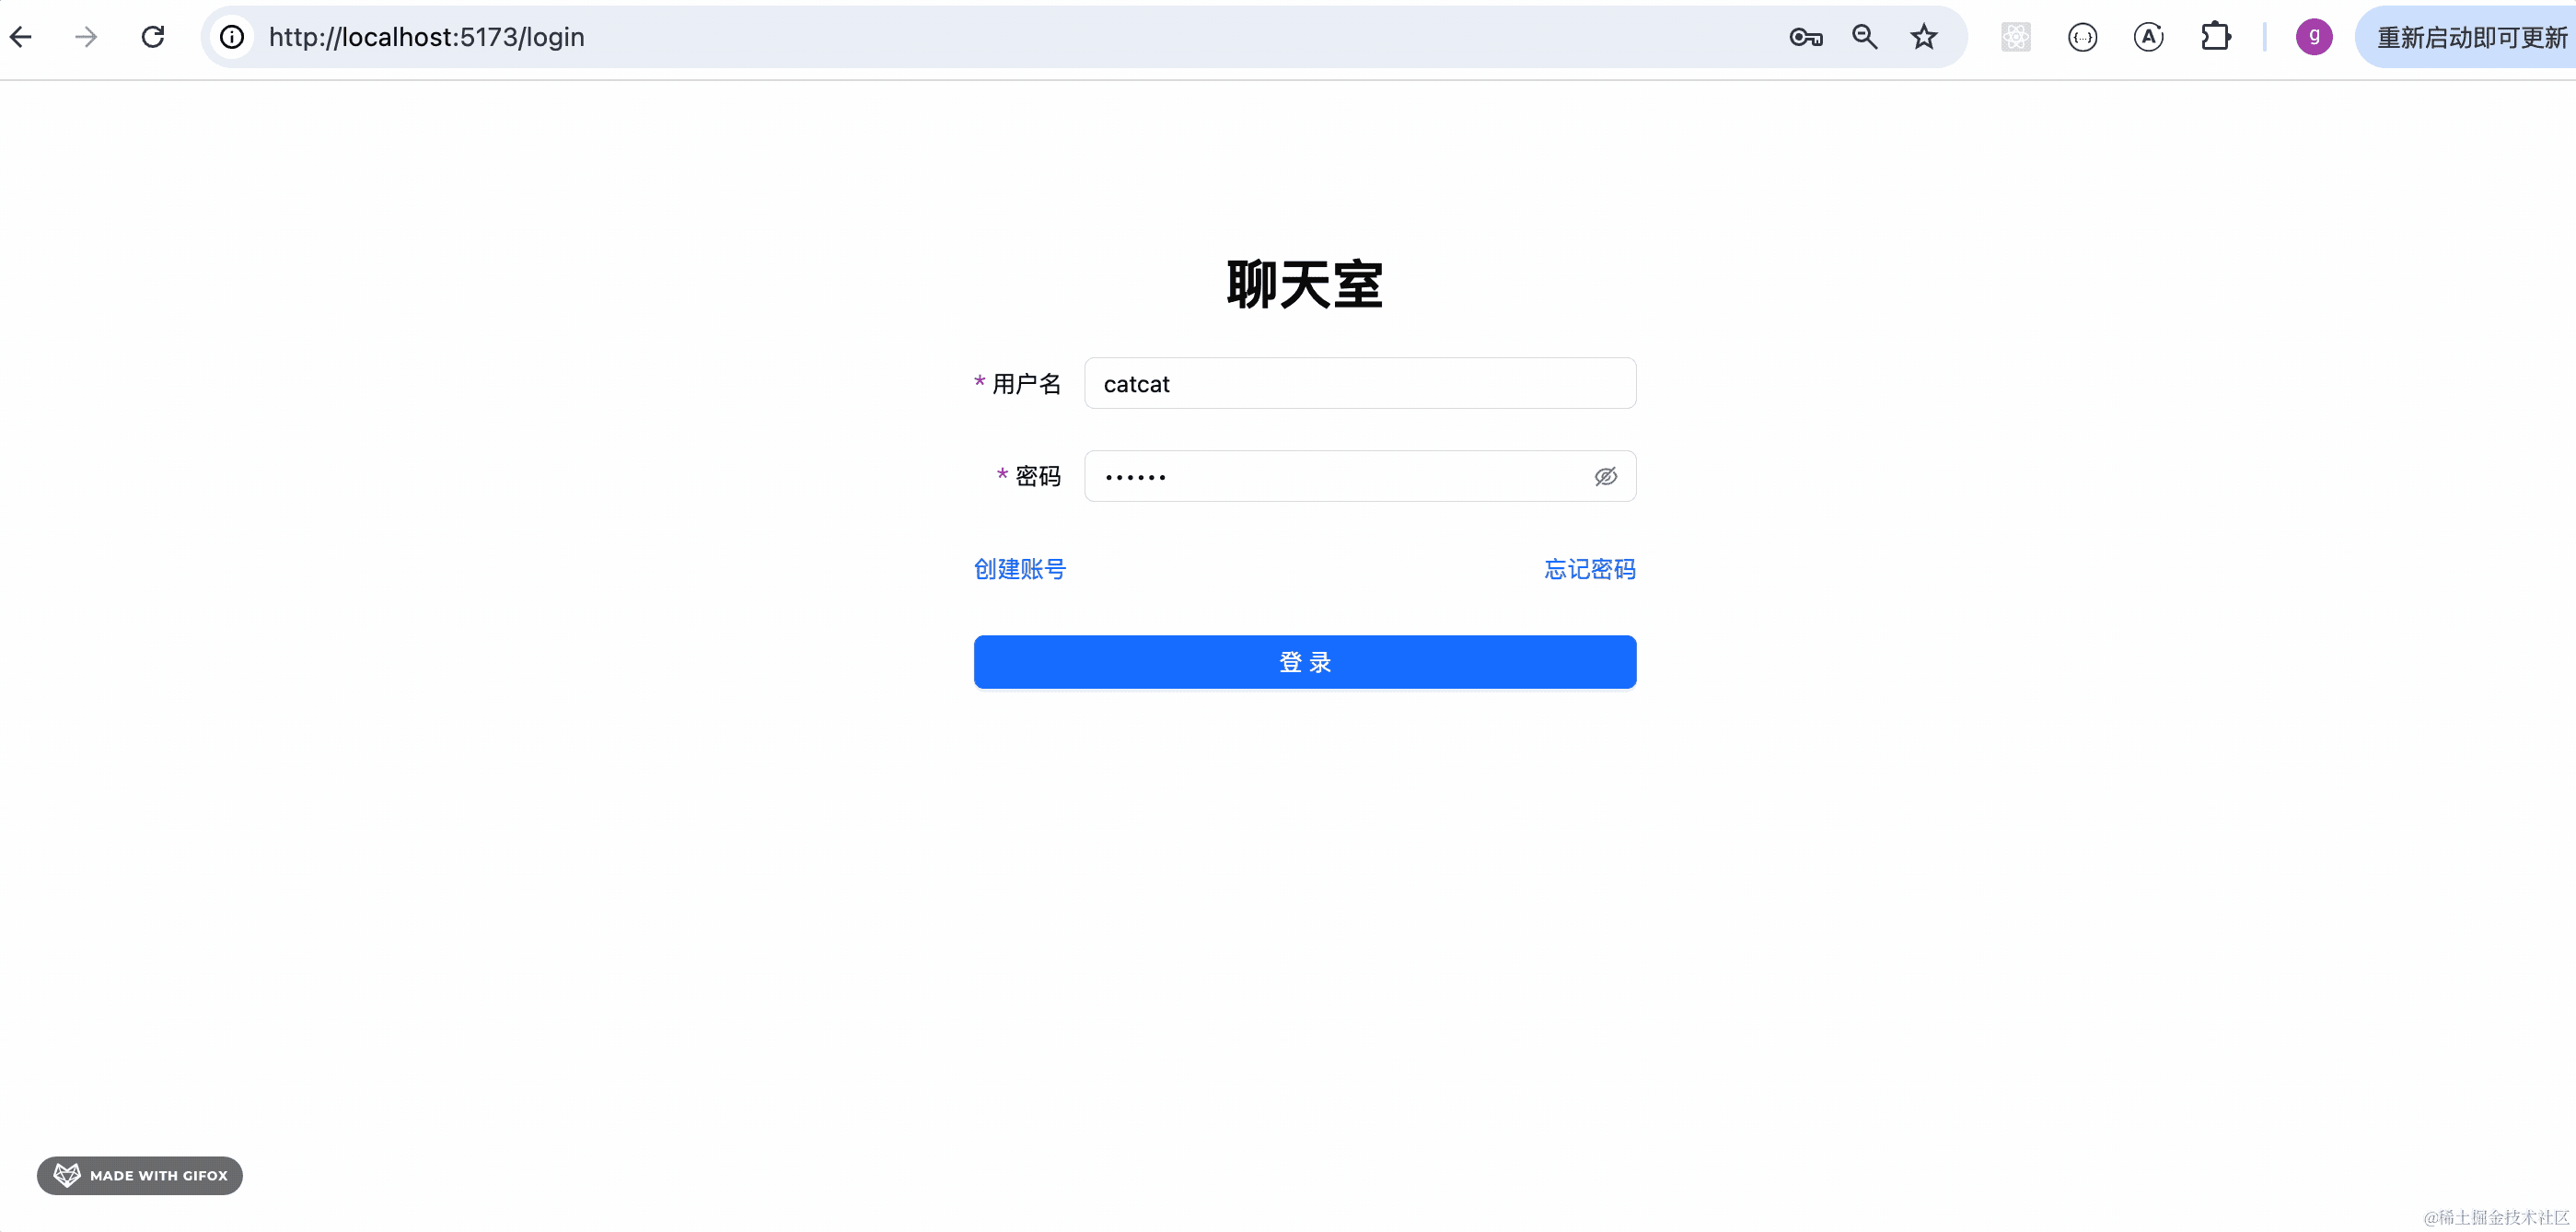 http://localhost:5173/login
g
重新启动即可更新
聊天室
* 用户名
catcat
* 密码
••••••
创建账号
忘记密码
登 录
MADE WITH GIFOX
@稀土掘金技术社区